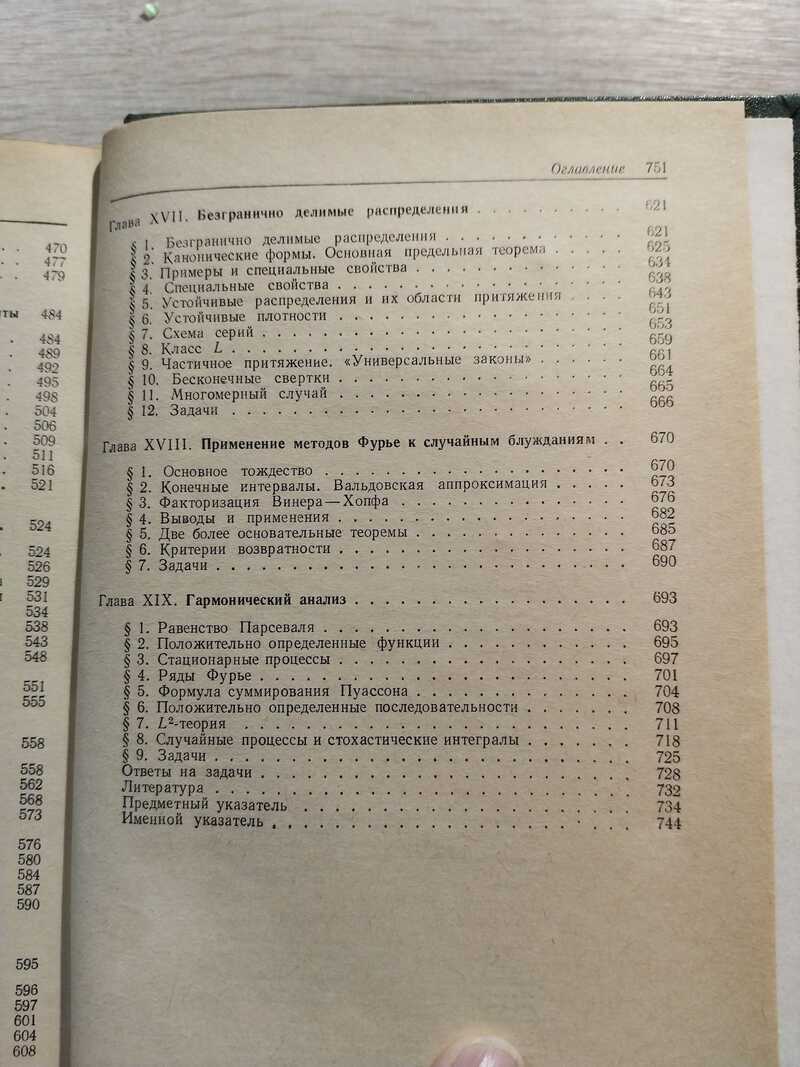 470
477
479
ты 484
484
489
492
495
498
504
506
509
511
516
521
524
524
526
529
531
534
538
543
548
551
555
558
558
562
568
573
576
580
584
587
590
595
596
597
601
604
608
Оглавление 751
Глава XVII. Безгранично делимые распределения . . . . . . . . . . 621
§ 1. Безгранично делимые распределения . . . . . . . . . . 621
§ 2. Канонические формы. Основная предельная теорема . . . . . 625
§ 3. Примеры и специальные свойства . . . . . . . . . . 634
§ 4. Специальные свойства . . . . . . . . . . 638
§ 5. Устойчивые распределения и их области притяжения . . . . 643
§ 6. Устойчивые плотности . . . . . . . . . . 651
§ 7. Схема серий . . . . . . . . . . 653
§ 8. Класс L . . . . . . . . . . 659
§ 9. Частичное притяжение. «Универсальные законы» . . . . . . 661
§ 10. Бесконечные свертки . . . . . . . . . . 664
§ 11. Многомерный случай . . . . . . . . . . 665
§ 12. Задачи . . . . . . . . . . 666
Глава XVIII. Применение методов Фурье к случайным блужданиям . . 670
§ 1. Основное тождество . . . . . . . . . . 670
§ 2. Конечные интервалы. Вальдовская аппроксимация . . . . . 673
§ 3. Факторизация Винера—Хопфа . . . . . . . . . . 676
§ 4. Выводы и применения . . . . . . . . . . 682
§ 5. Две более основательные теоремы . . . . . . . . . . 685
§ 6. Критерии возвратности . . . . . . . . . . 687
§ 7. Задачи . . . . . . . . . . 690
Глава XIX. Гармонический анализ . . . . . . . . . . 693
§ 1. Равенство Парсеваля . . . . . . . . . . 693
§ 2. Положительно определенные функции . . . . . . . . . . 695
§ 3. Стационарные процессы . . . . . . . . . . 697
§ 4. Ряды Фурье . . . . . . . . . . 701
§ 5. Формула суммирования Пуассона . . . . . . . . . . 704
§ 6. Положительно определенные последовательности . . . . . . . 708
§ 7. L²-теория . . . . . . . . . . 711
§ 8. Случайные процессы и стохастические интегралы . . . . . . . 718
§ 9. Задачи . . . . . . . . . . 725
Ответы на задачи . . . . . . . . . . 728
Литература . . . . . . . . . . 732
Предметный указатель . . . . . . . . . . 734
Именной указатель . . . . . . . . . . 744